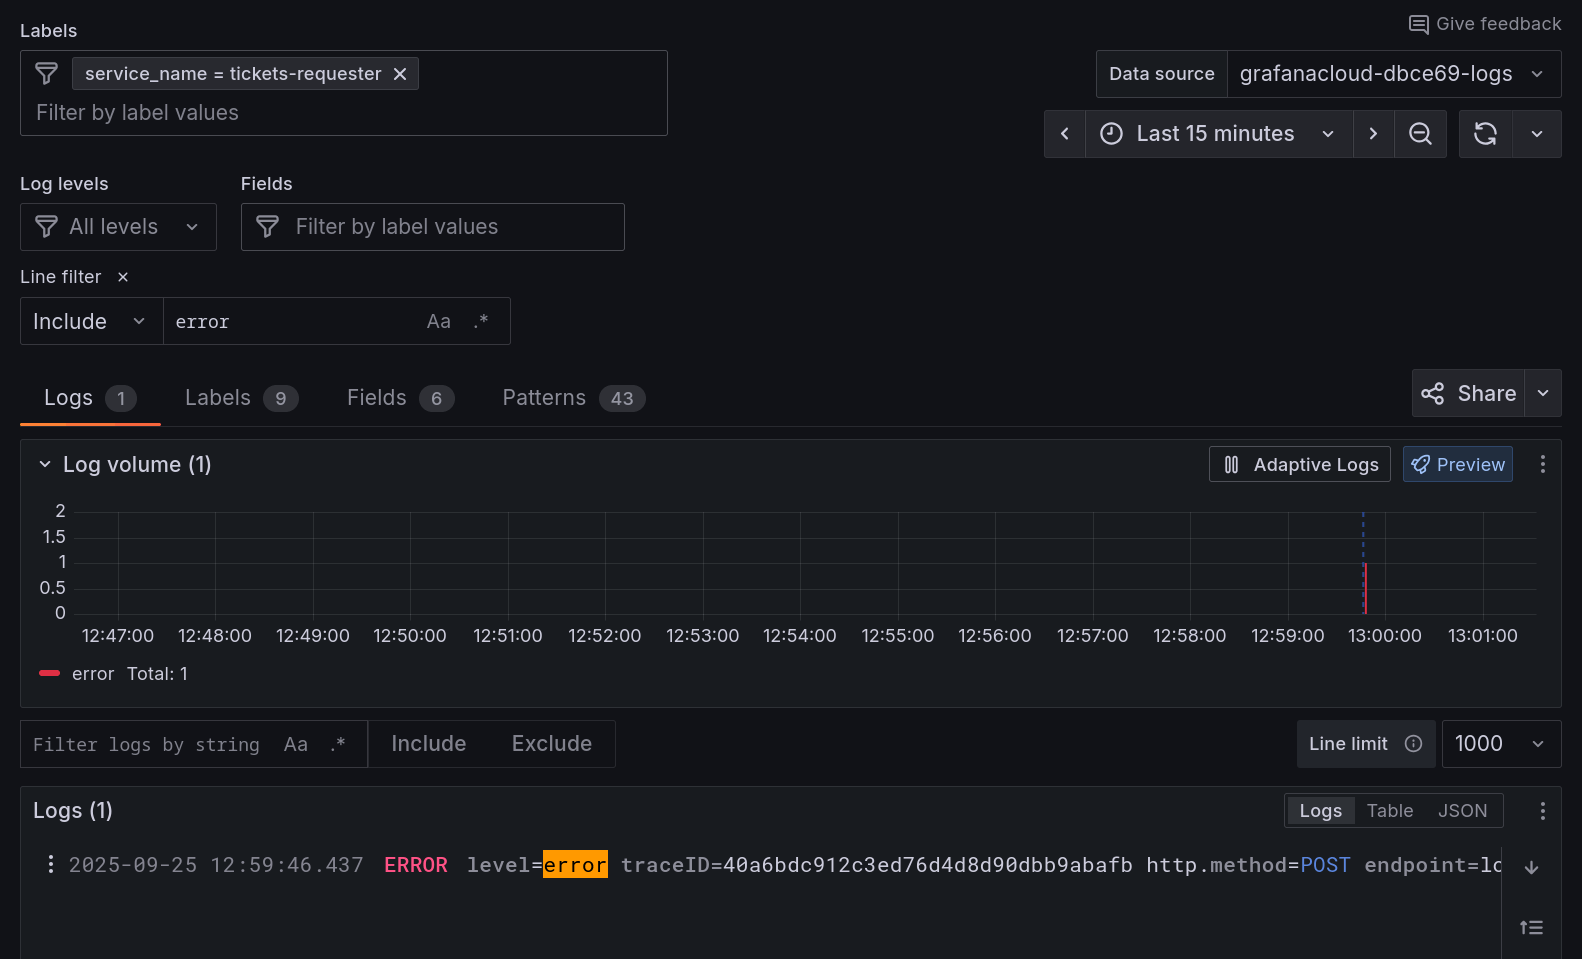 Labels
Give feedback
service_name = tickets-requester
Filter by label values
Data source grafanacloud-dbce69-logs
Last 15 minutes
Log levels Fields
All levels Filter by label values
Line filter
Include error Aa .*
Logs 1 Labels 9 Fields 6 Patterns 43
Share
Log volume (1)
Adaptive Logs Preview
2
1.5
1
0.5
0
12:47:00 12:48:00 12:49:00 12:50:00 12:51:00 12:52:00 12:53:00 12:54:00 12:55:00 12:56:00 12:57:00 12:58:00 12:59:00 13:00:00 13:01:00
error Total: 1
Filter logs by string Aa .* Include Exclude
Line limit 1000
Logs (1)
Logs Table JSON
2025-09-25 12:59:46.437 ERROR level=error traceID=40a6bdc912c3ed76d4d8d90dbb9abafb http.method=POST endpoint=lo